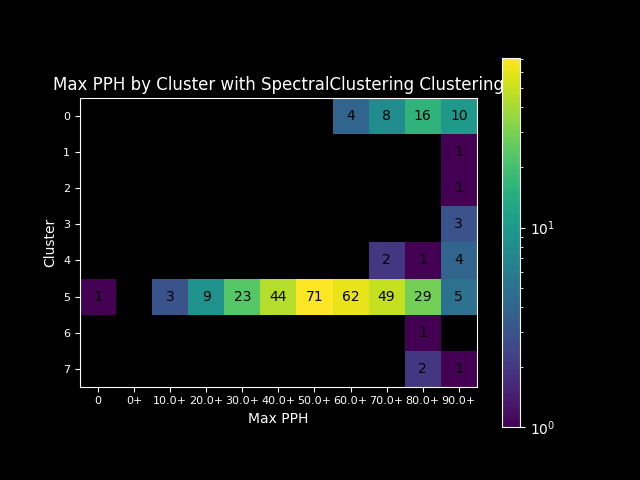 Max PPH by Cluster with SpectralClustering Clustering
0 4 8 16 10
1 1
2 1
3 3
4 2 1 4
5 1 3 9 23 44 71 62 49 29 5
6 1
7 2 1
0 0+ 10.0+ 20.0+ 30.0+ 40.0+ 50.0+ 60.0+ 70.0+ 80.0+ 90.0+
Max PPH
Cluster
10¹
10⁰